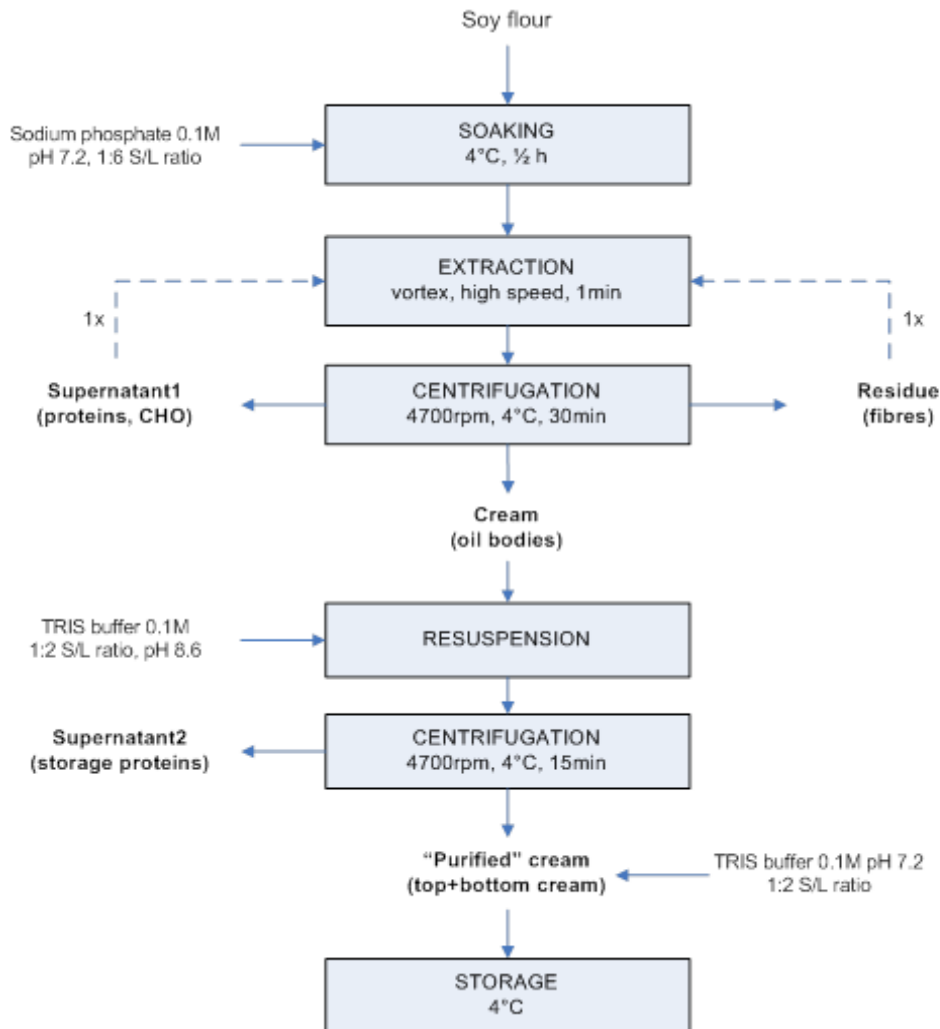 Soy flour
SOAKING
4°C, ½ h
Sodium phosphate 0.1M
pH 7.2, 1:6 S/L ratio
EXTRACTION
vortex, high speed, 1min
1x
1x
CENTRIFUGATION
4700rpm, 4°C, 30min
Supernatant1
(proteins, CHO)
Residue
(fibres)
Cream
(oil bodies)
TRIS buffer 0.1M
1:2 S/L ratio, pH 8.6
RESUSPENSION
CENTRIFUGATION
4700rpm, 4°C, 15min
Supernatant2
(storage proteins)
“Purified” cream
(top+bottom cream)
TRIS buffer 0.1M pH 7.2
1:2 S/L ratio
STORAGE
4°C